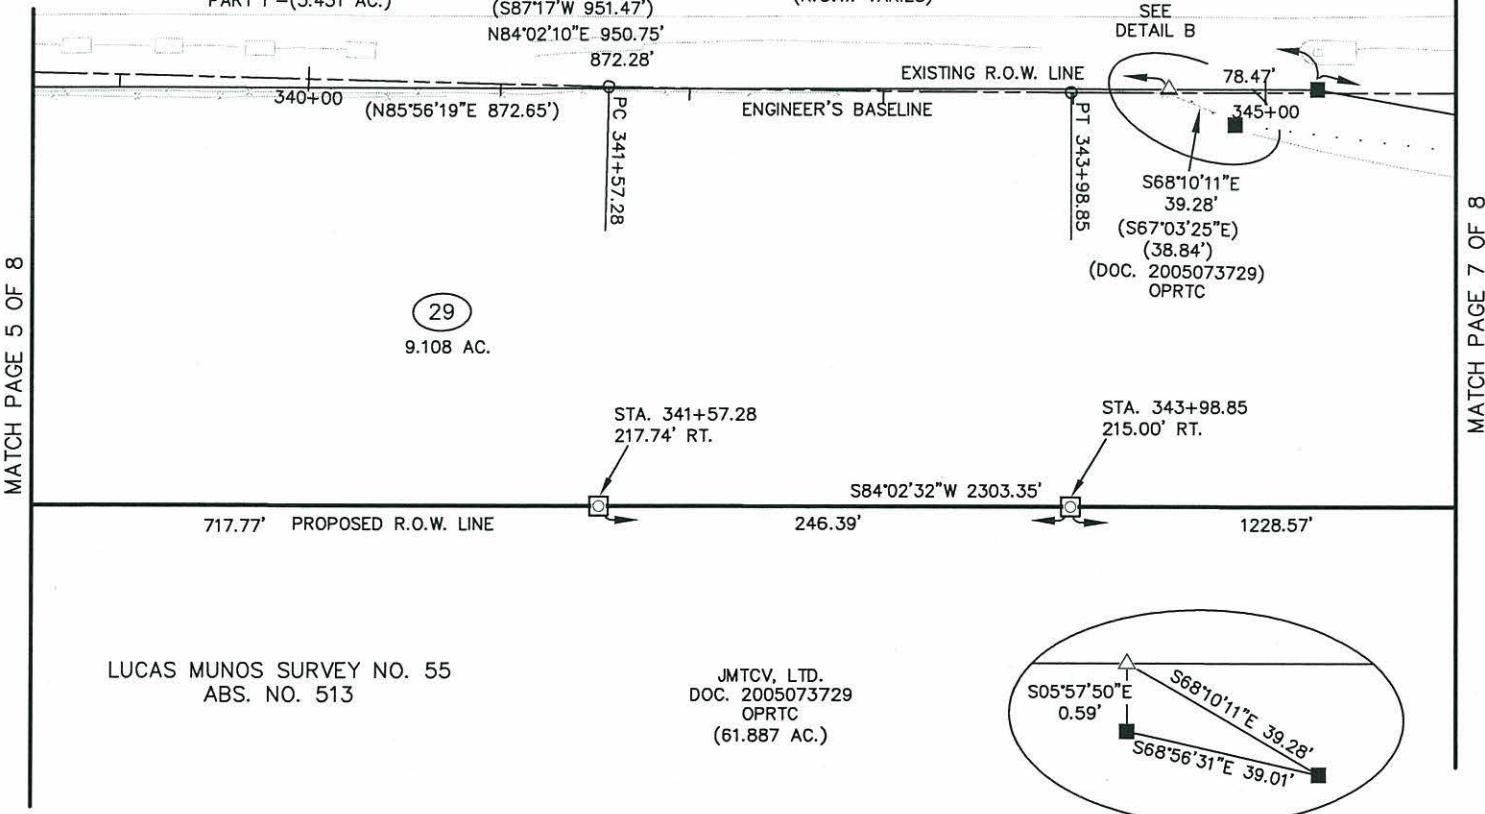 PART 1 -(5.431 AC.)
(S87°17'W 951.47')
N84°02'10"E 950.75'
872.28'
(R.O.W. VARIES)
SEE
DETAIL B
EXISTING R.O.W. LINE
78.47'
340+00
(N85°56'19"E 872.65')
ENGINEER'S BASELINE
345+00
PC 341+57.28
PT 343+98.85
S68°10'11"E
39.28'
(S67°03'25"E)
(38.84')
(DOC. 2005073729)
OPRTC
MATCH PAGE 5 OF 8
MATCH PAGE 7 OF 8
29
9.108 AC.
STA. 341+57.28
217.74' RT.
STA. 343+98.85
215.00' RT.
S84°02'32"W 2303.35'
717.77' PROPOSED R.O.W. LINE
246.39'
1228.57'
LUCAS MUNOS SURVEY NO. 55
ABS. NO. 513
JMTCV, LTD.
DOC. 2005073729
OPRTC
(61.887 AC.)
S05°57'50"E
0.59'
S68°10'11"E 39.28'
S68°56'31"E 39.01'